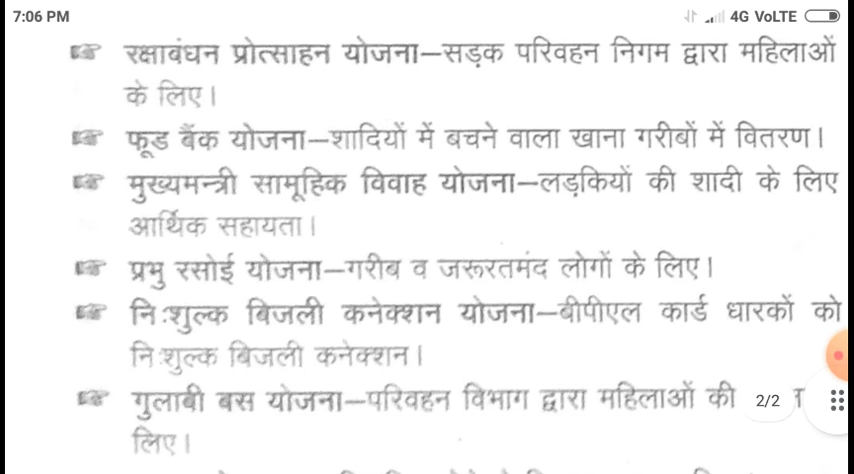 7:06 PM 4G VoLTE
रक्षाबंधन प्रोत्साहन योजना–सड़क परिवहन निगम द्वारा महिलाओं
के लिए।
फूड बैंक योजना–शादियों में बचने वाला खाना गरीबों में वितरण।
मुख्यमन्त्री सामूहिक विवाह योजना–लड़कियों की शादी के लिए
आर्थिक सहायता।
प्रभु रसोई योजना–गरीब व जरूरतमंद लोगों के लिए।
नि:शुल्क बिजली कनेक्शन योजना–बीपीएल कार्ड धारकों को
नि:शुल्क बिजली कनेक्शन।
गुलाबी बस योजना–परिवहन विभाग द्वारा महिलाओं की 2/2
लिए।